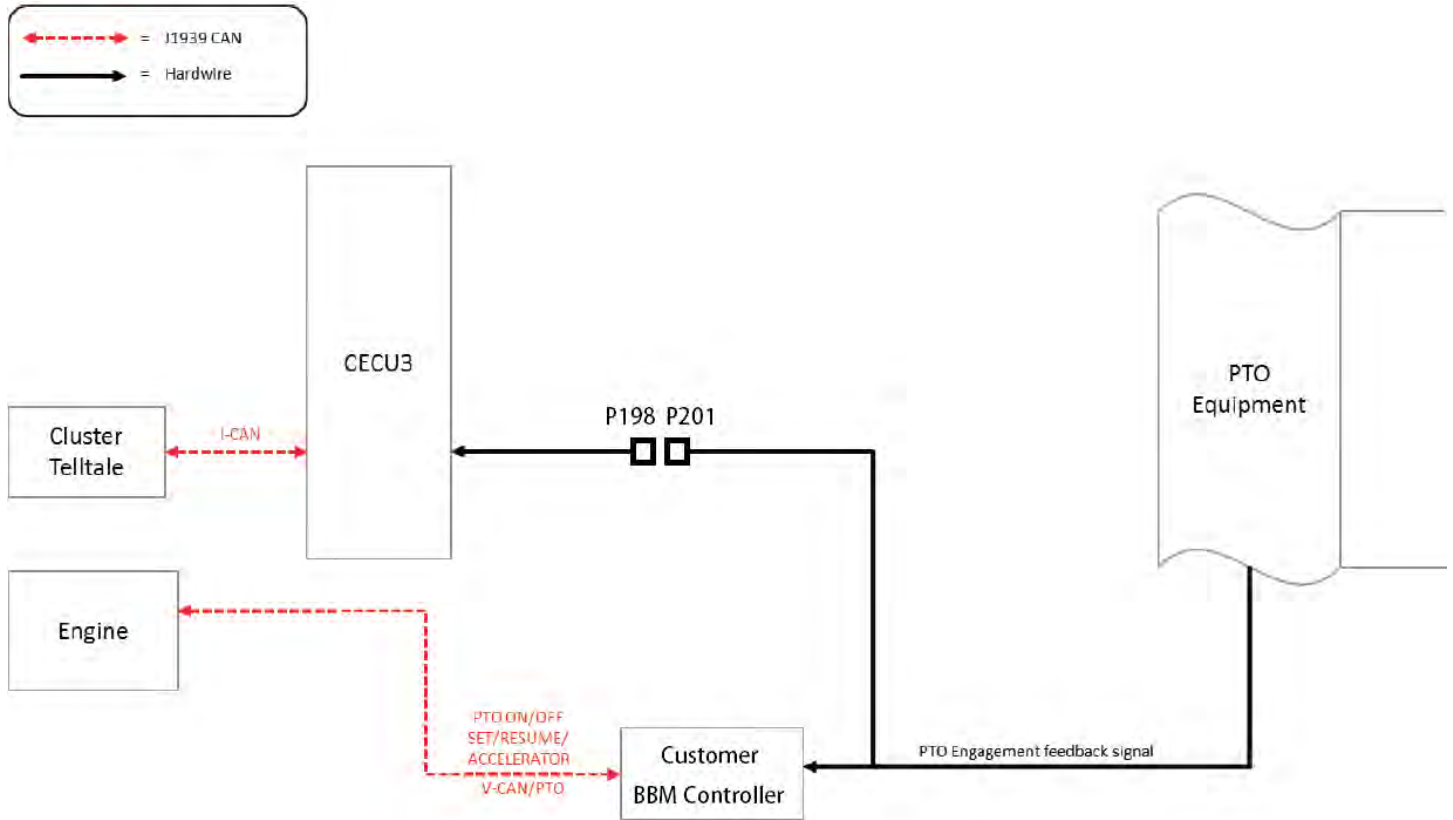 = J1939 CAN
= Hardwire
CECU3
P198 P201
PTO
Equipment
Cluster
Telltale
I-CAN
Engine
PTO ON/OFF
SET/RESUME/
ACCELERATOR
V-CAN/PTO
Customer
BBM Controller
PTO Engagement feedback signal